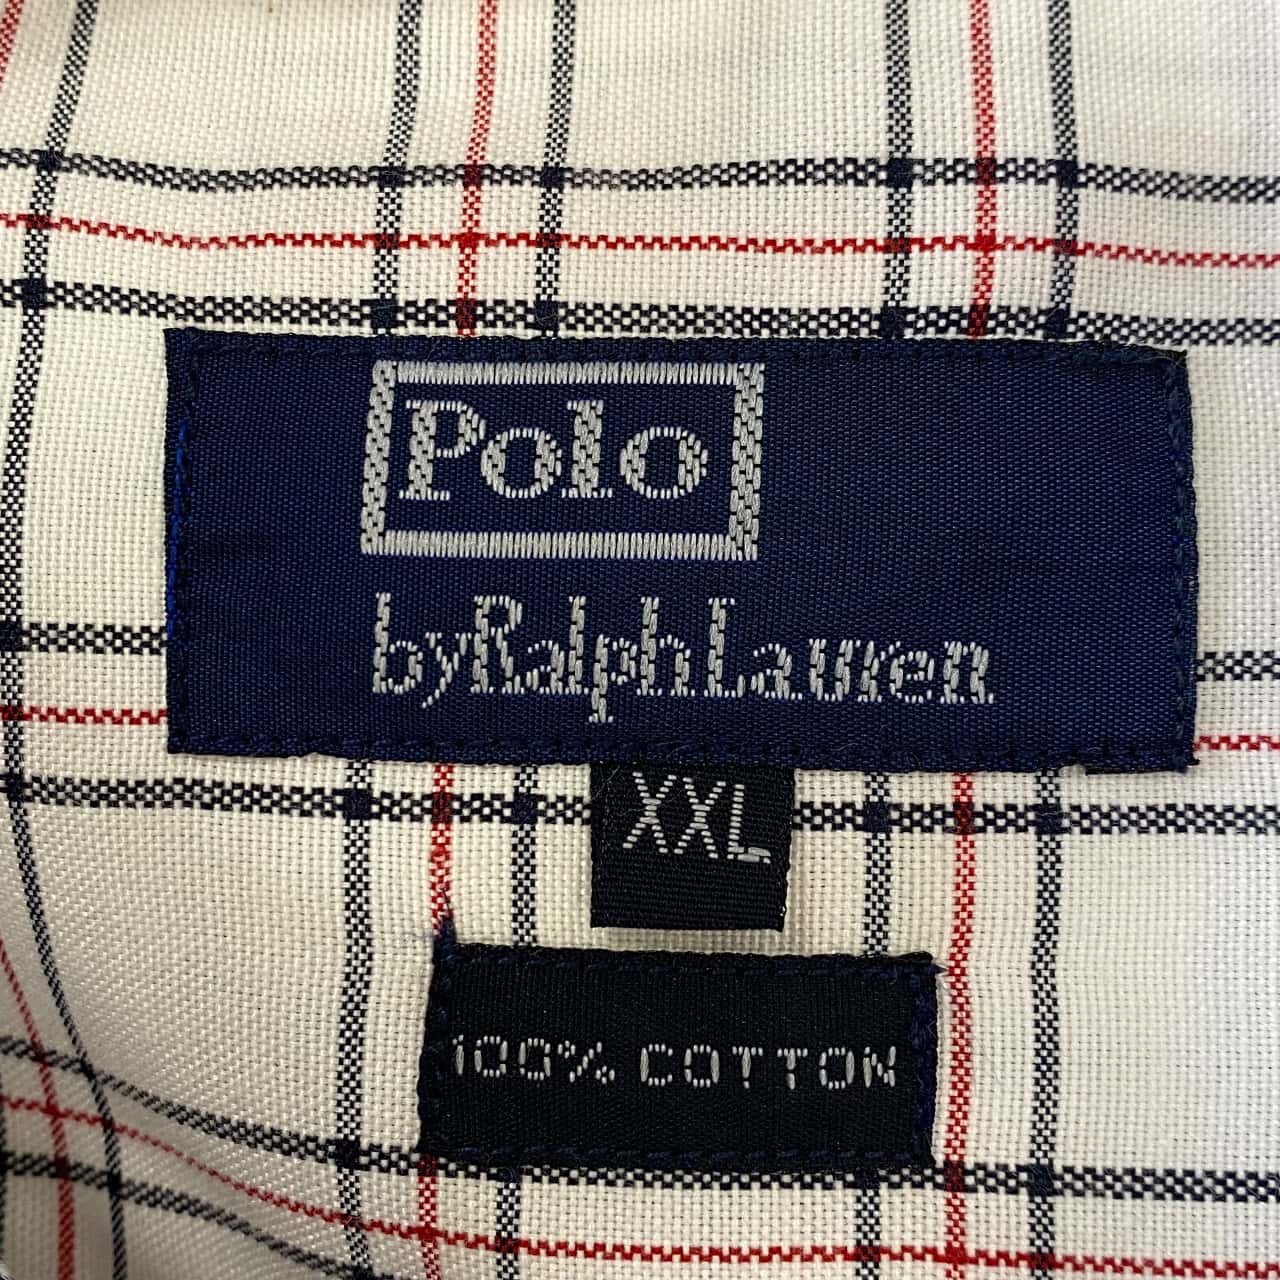 Polo
by Ralph Lauren
XXL
100% COTTON